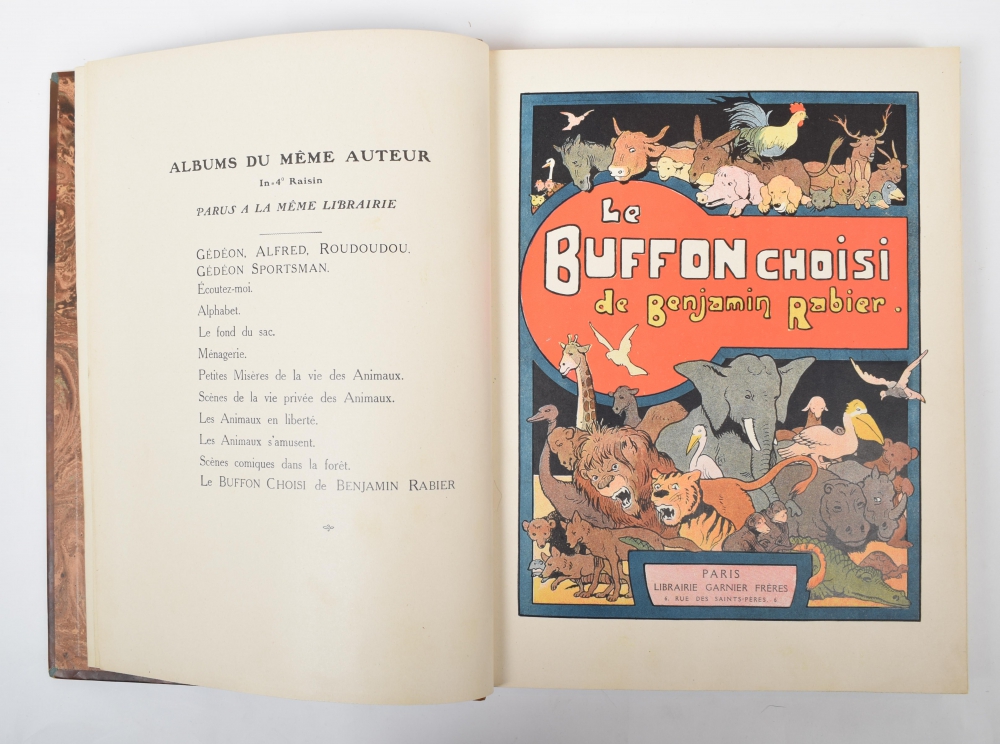 ALBUMS DU MÊME AUTEUR
In-4º Raisin
PARUS A LA MÊME LIBRAIRIE
GÉDÉON, ALFRED, ROUDOUDOU.
GÉDÉON SPORTSMAN.
Écoutez-moi.
Alphabet.
Le fond du sac.
Ménagerie.
Petites Misères de la vie des Animaux.
Scènes de la vie privée des Animaux.
Les Animaux en liberté.
Les Animaux s'amusent.
Scènes comiques dans la forêt.
Le BUFFON CHOISI de BENJAMIN RABIER
Le
BUFFON CHOISI
de Benjamin Rabier.
PARIS
LIBRAIRIE GARNIER FRÈRES
6, RUE DES SAINTS-PÈRES, 6